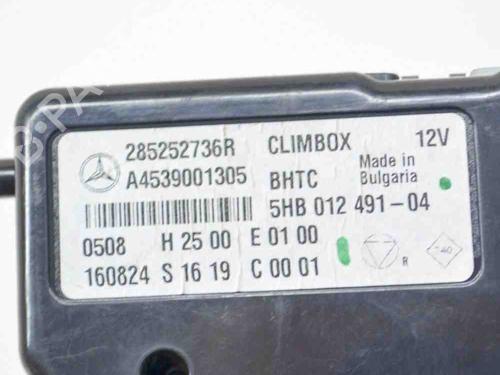 285252736R CLIMBOX 12V
A4539001305 BHTC Made in Bulgaria
5HB 012 491-04
0508 H 25 00 E 01 00
160824 S 16 19 C 00 01
R
B-PA